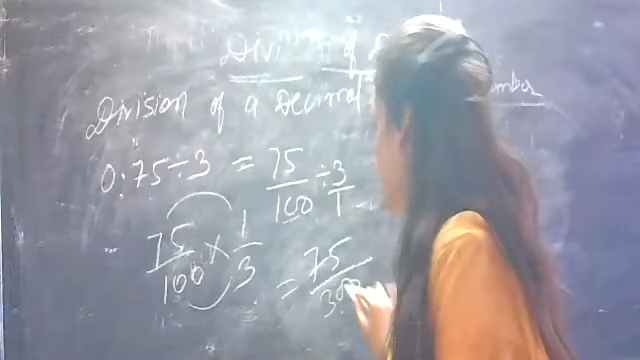 Division of
Division of a Decimal
0.75÷3 = 75/100 ÷ 3/1
75/100 × 1/3 = 75/300